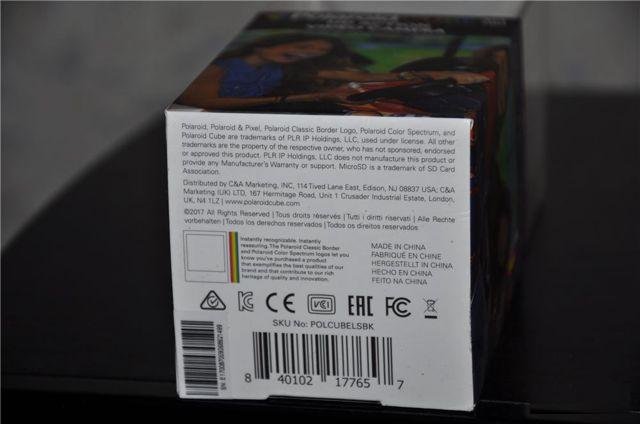 Polaroid, Polaroid & Pixel, Polaroid Classic Border Logo, Polaroid Color Spectrum, and
Polaroid Cube are trademarks of PLR IP Holdings, LLC, used under license. All other
trademarks are the property of the respective owner, who has not sponsored, endorsed
or approved this product. PLR IP Holdings, LLC does not manufacture this product or
provide any Manufacturer's Warranty or support. MicroSD is a trademark of SD Card
Association.
Distributed by C&A Marketing, INC, 114 Tived Lane East, Edison, NJ 08837 USA; C&A
Marketing (UK) LTD, 167 Hermitage Road, Unit 1 Crusader Industrial Estate, London,
UK, N4 1LZ | www.polaroidcube.com
©2017 All Rights Reserved | Tous droits réservés | Tutti i diritti riservati | Alle Rechte
vorbehalten | Todos los derechos reservados | Todos os direitos reservados
Instantly recognizable. Instantly
reassuring. The Polaroid Classic Border
and Polaroid Color Spectrum logos let you
know you've purchased a product
that exemplifies the best qualities of our
brand and that contribute to our rich
heritage of quality and innovation.
MADE IN CHINA
FABRIQUÉ EN CHINE
HERGESTELLT IN CHINA
HECHO EN CHINA
FEITO NA CHINA
CE VCCI EAC FC
SKU No: POLCUBELSBK
8 40102 17765 7